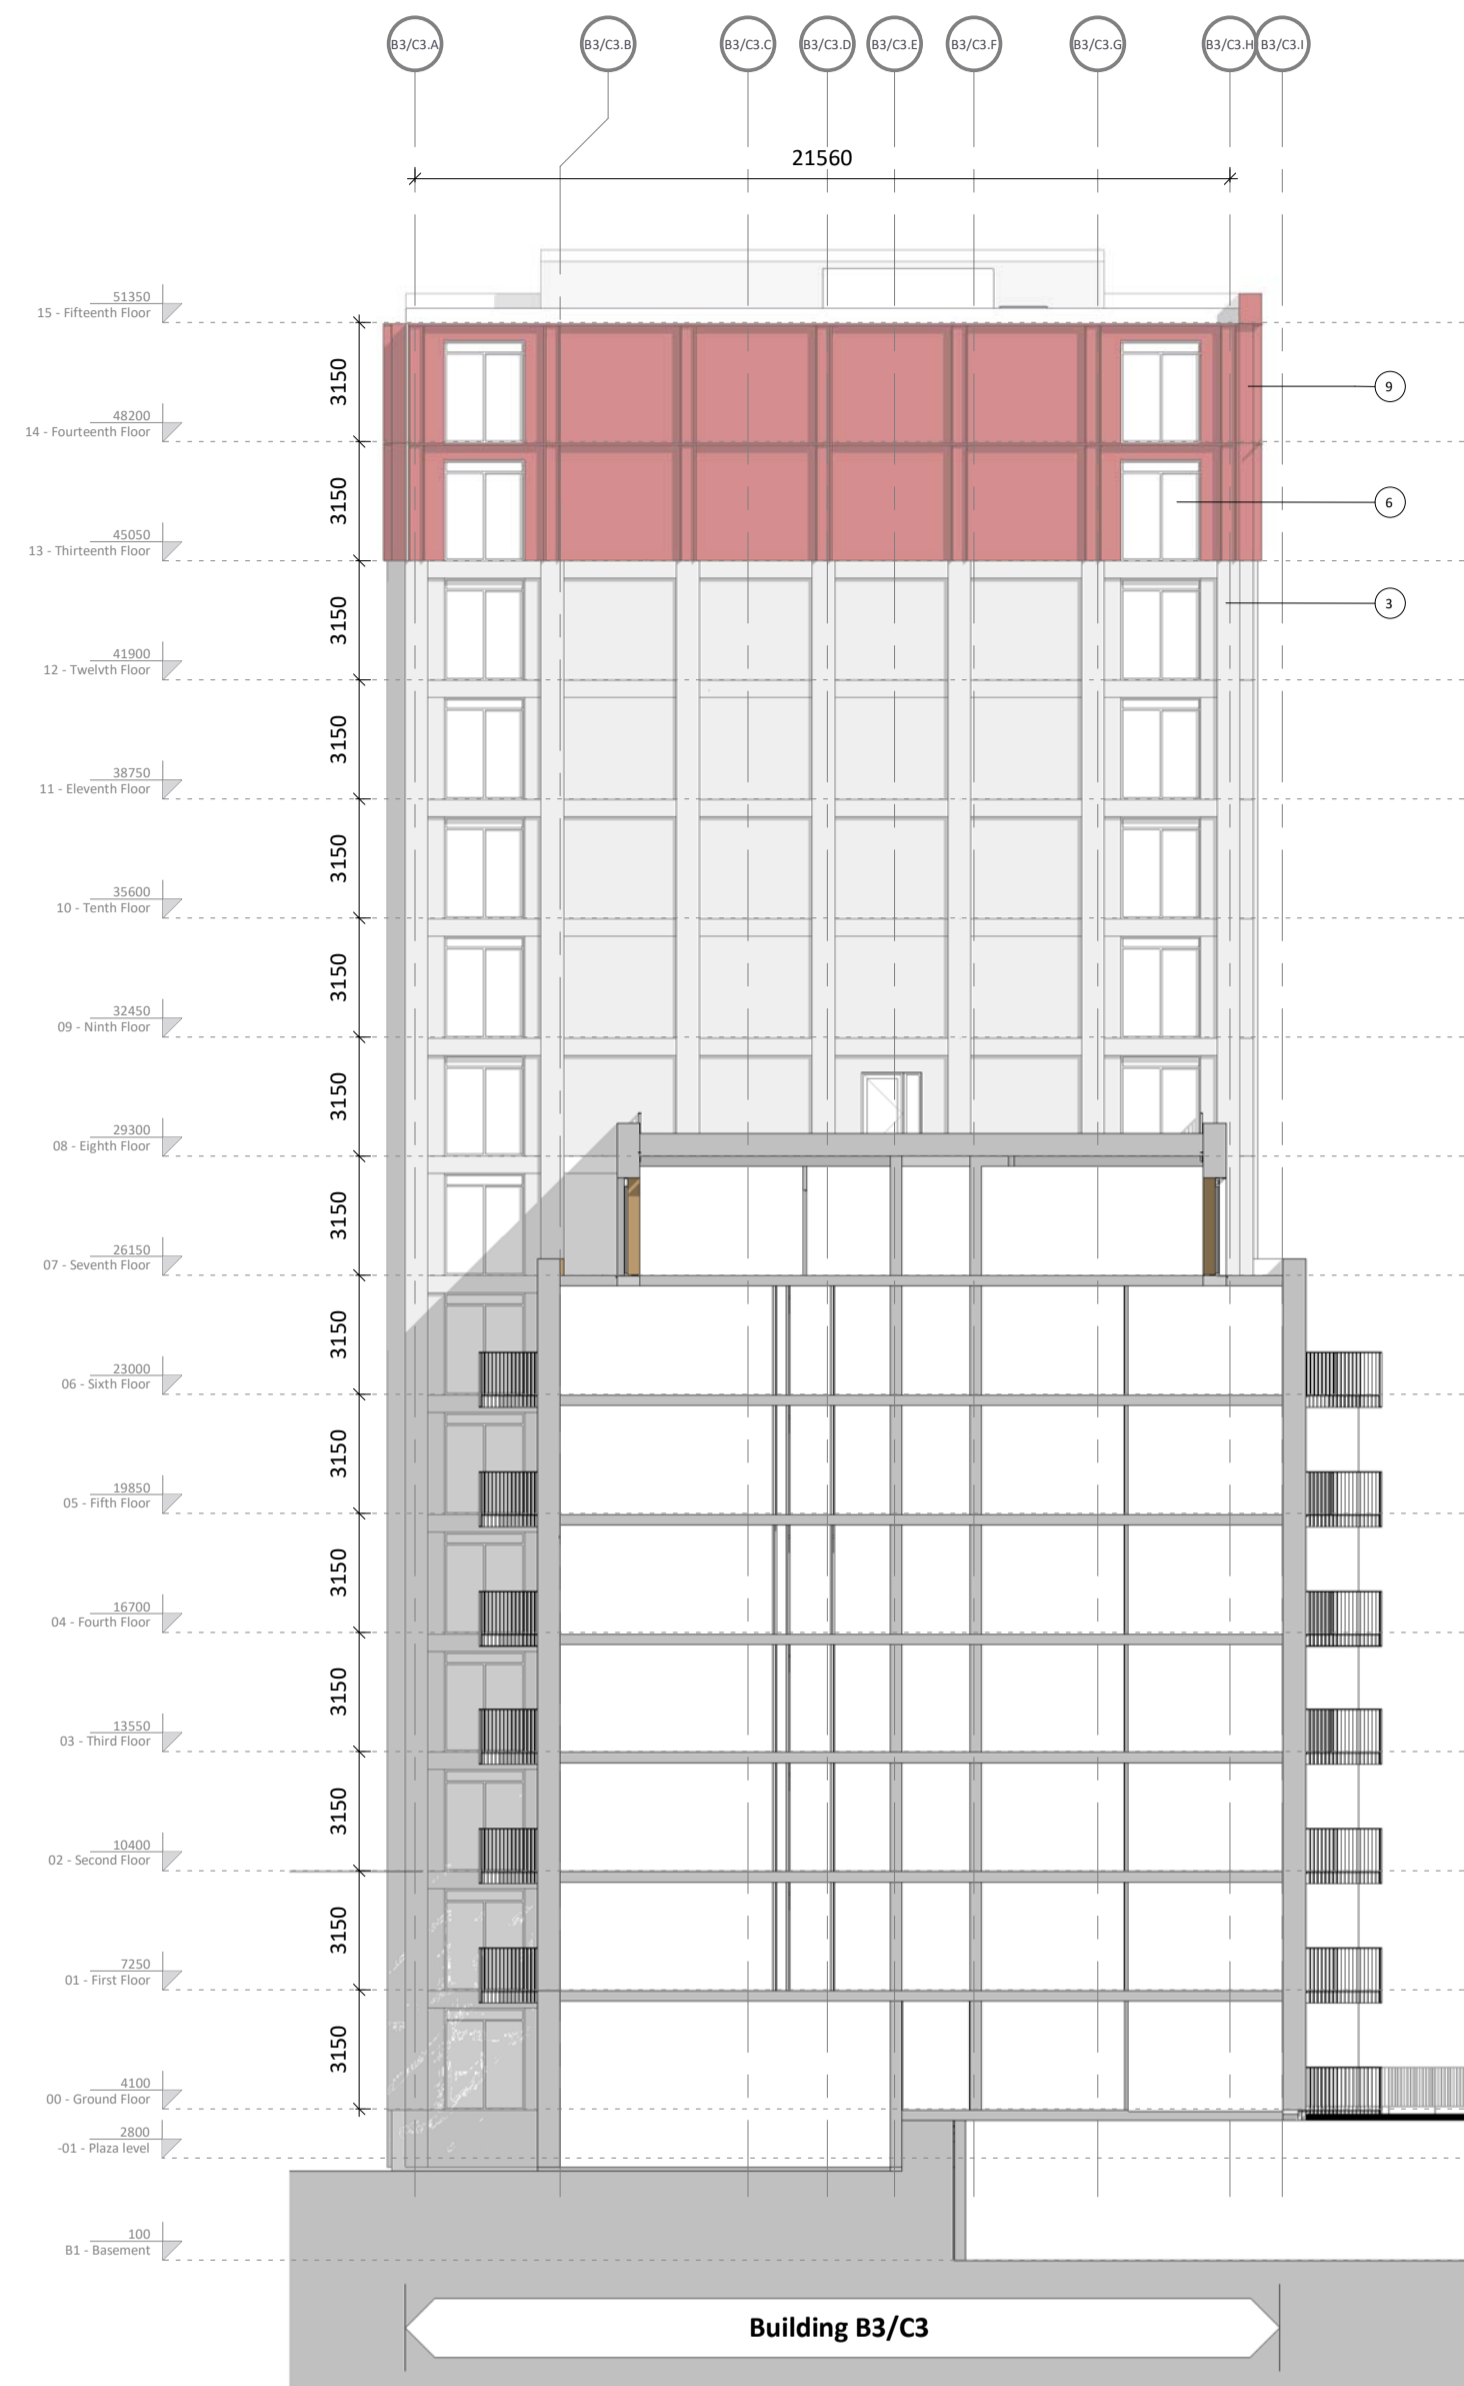 B3/C3.A
B3/C3.B
B3/C3.C
B3/C3.D
B3/C3.E
B3/C3.F
B3/C3.G
B3/C3.H
B3/C3.I
21560
51350
15 - Fifteenth Floor
3150
9
48200
14 - Fourteenth Floor
3150
6
45050
13 - Thirteenth Floor
3150
3
41900
12 - Twelvth Floor
3150
38750
11 - Eleventh Floor
3150
35600
10 - Tenth Floor
3150
32450
09 - Ninth Floor
3150
29300
08 - Eighth Floor
3150
26150
07 - Seventh Floor
3150
23000
06 - Sixth Floor
3150
19850
05 - Fifth Floor
3150
16700
04 - Fourth Floor
3150
13550
03 - Third Floor
3150
10400
02 - Second Floor
3150
7250
01 - First Floor
3150
4100
00 - Ground Floor
2800
-01 - Plaza level
100
B1 - Basement
Building B3/C3